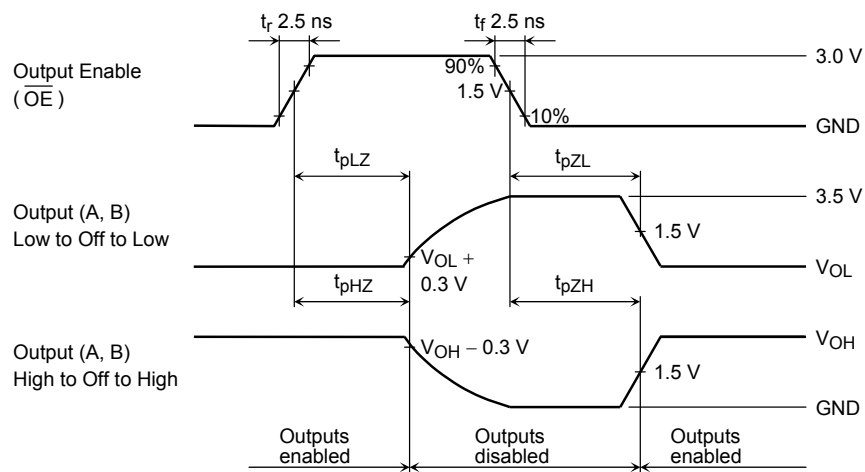 tr 2.5 ns
tf 2.5 ns
Output Enable
( OE )
90%
1.5 V
10%
3.0 V
GND
tpLZ
tpZL
Output (A, B)
Low to Off to Low
3.5 V
1.5 V
VOL +
0.3 V
VOL
tpHZ
tpZH
Output (A, B)
High to Off to High
VOH – 0.3 V
VOH
1.5 V
GND
Outputs
enabled
Outputs
disabled
Outputs
enabled